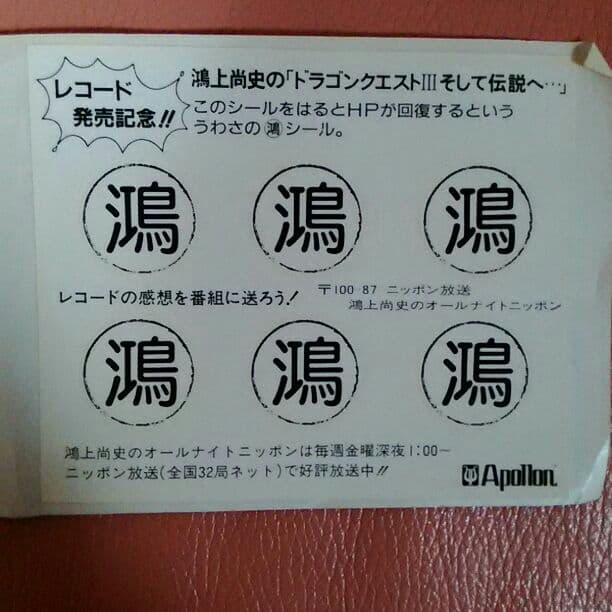 レコード
発売記念!!
鴻上尚史の「ドラゴンクエストIIIそして伝説へ…」
このシールをはるとHPが回復するという
うわさの㊙シール。
鴻 鴻 鴻
レコードの感想を番組に送ろう!
〒100-87 ニッポン放送
鴻上尚史のオールナイトニッポン
鴻 鴻 鴻
鴻上尚史のオールナイトニッポンは毎週金曜深夜1:00〜
ニッポン放送(全国32局ネット)で好評放送中!!
Apollon